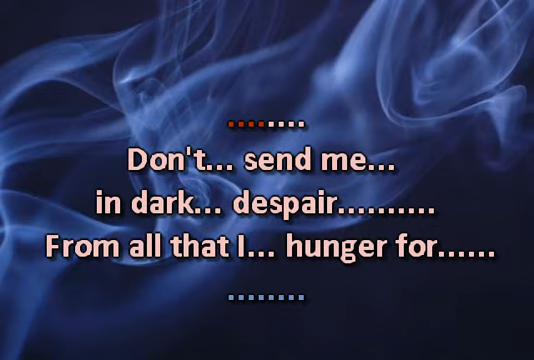 ........
Don't... send me...
in dark... despair..........
From all that I... hunger for......
........